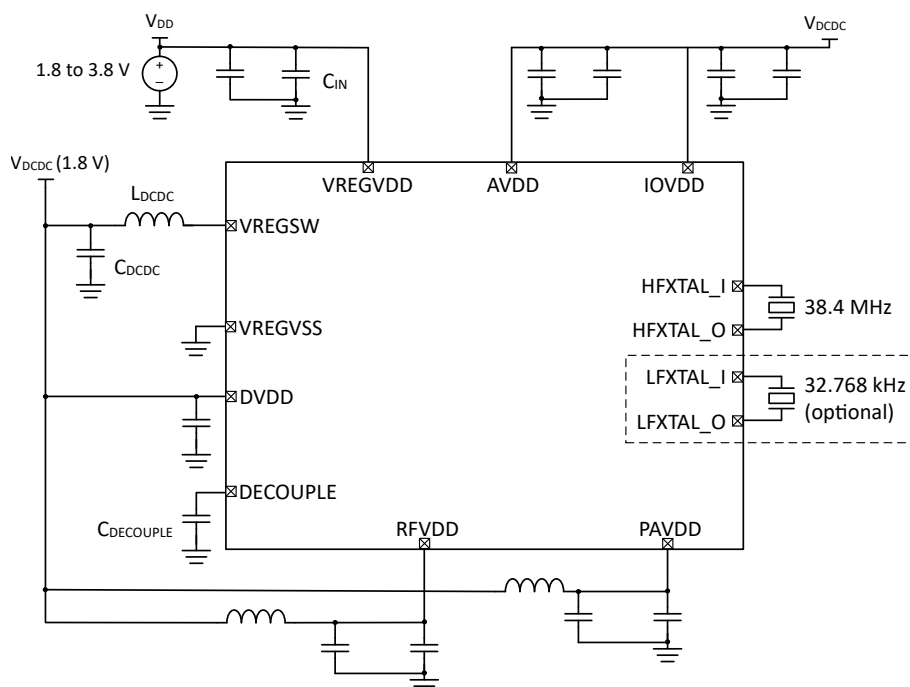 VDD
VDCDC
1.8 to 3.8 V
+
−
CIN
VDCDC (1.8 V)
VREGVDD
AVDD
IOVDD
LDCDC
VREGSW
CDCDC
HFXTAL_I
38.4 MHz
HFXTAL_O
VREGVSS
LFXTAL_I
32.768 kHz
(optional)
LFXTAL_O
DVDD
DECOUPLE
CDECOUPLE
RFVDD
PAVDD